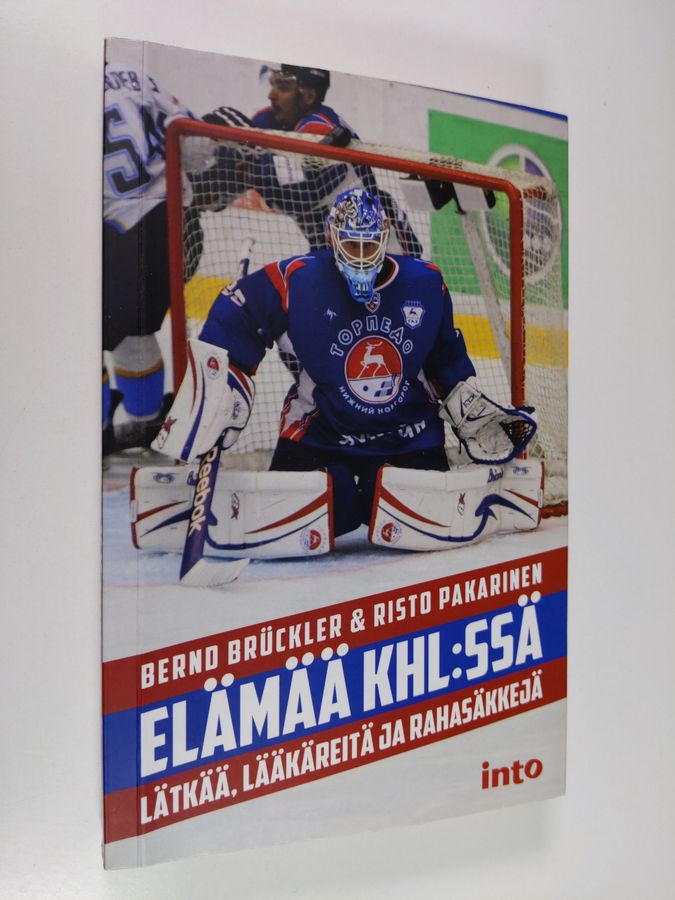 ТОРПЕДО
НИЖНИЙ НОВГОРОД
Reebok
BERND BRÜCKLER & RISTO PAKARINEN
ELÄMÄÄ KHL:SSÄ
LÄTKÄÄ, LÄÄKÄREITÄ JA RAHASÄKKEJÄ
into